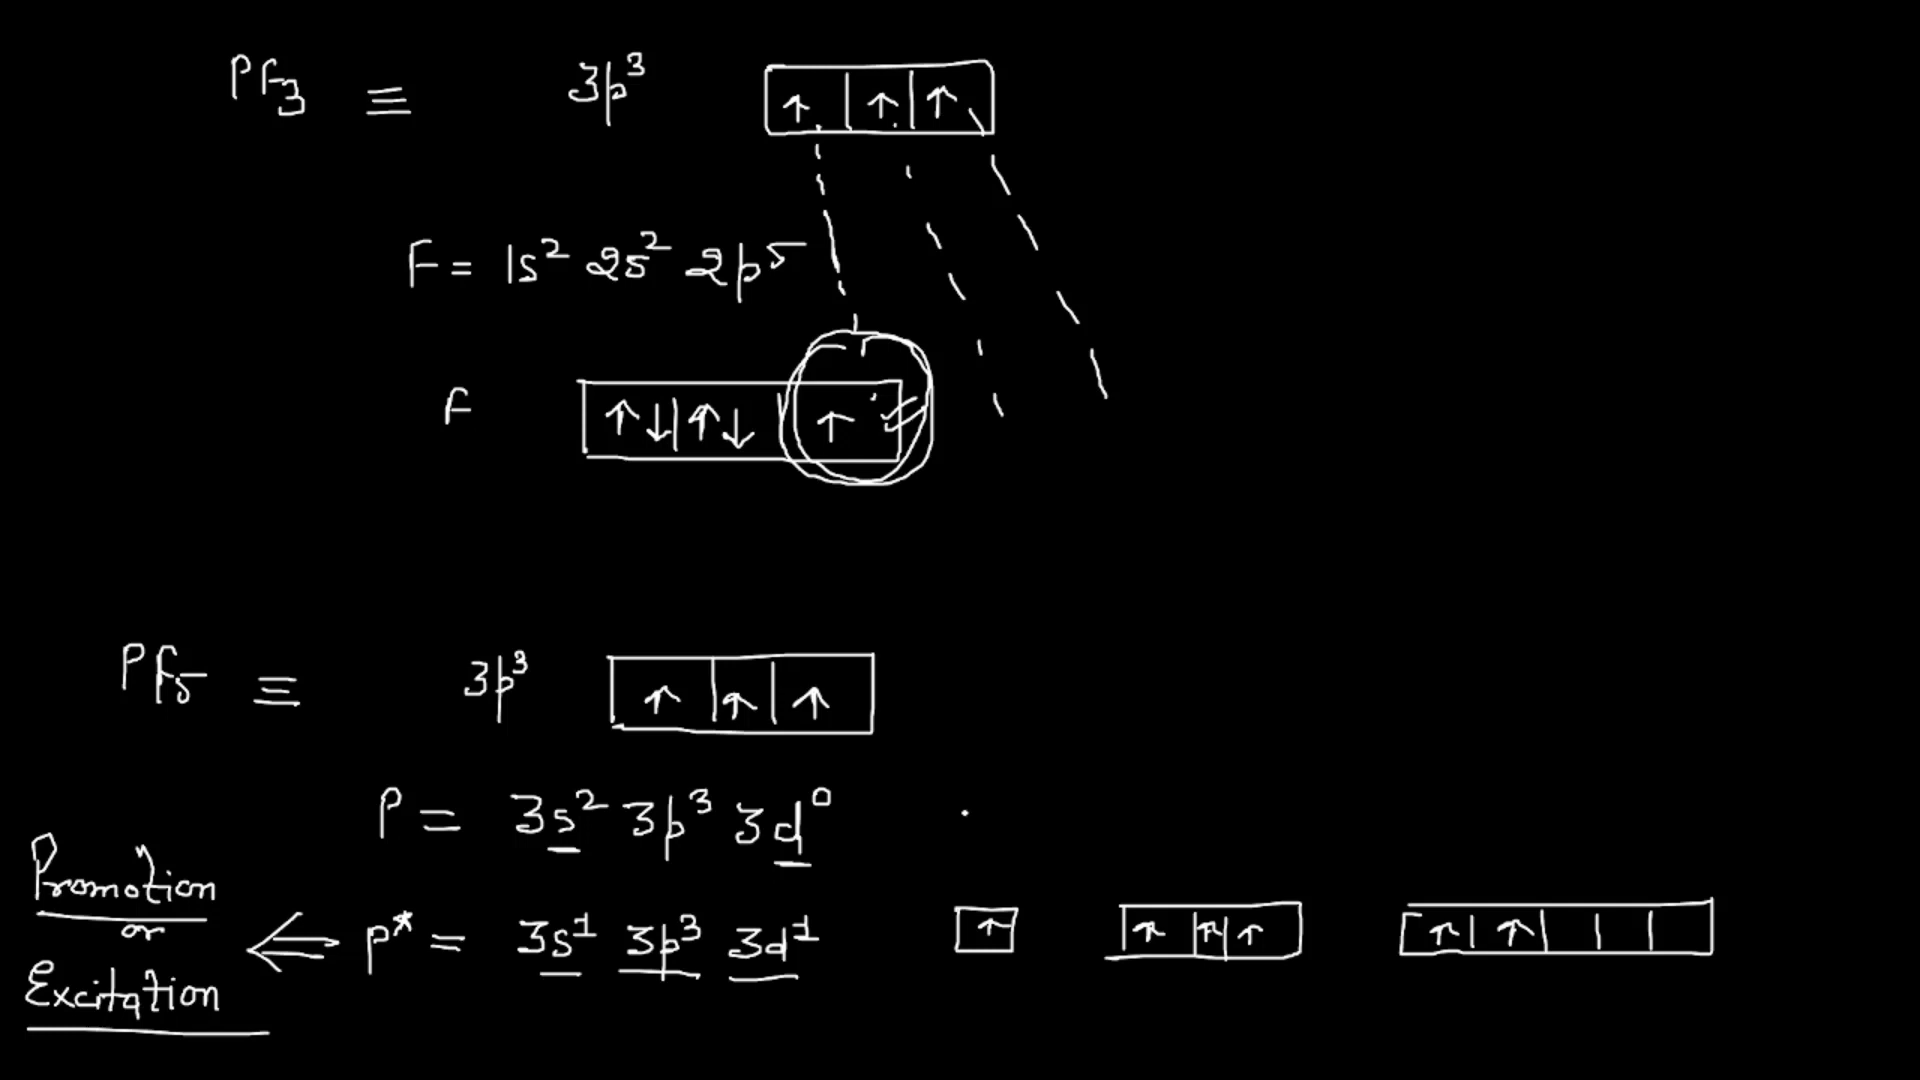 PF₃ ≡ 3p³ ↑ ↑ ↑
F = 1s² 2s² 2p⁵
F ↑↓ ↑↓ ↑
PF₅ ≡ 3p³ ↑ ↑ ↑
P = 3s² 3p³ 3d⁰
Promotion
or
Excitation
⇐ P* = 3s¹ 3p³ 3d¹ ↑ ↑ ↑ ↑ ↑ ↑